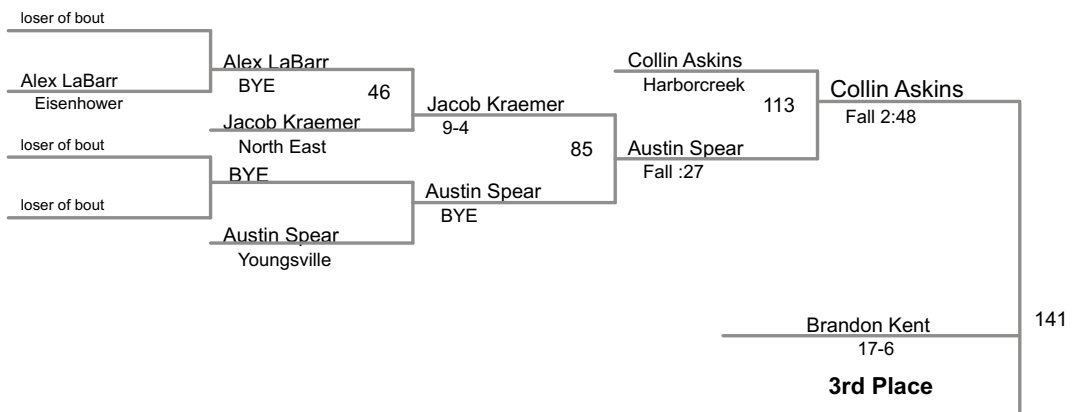 loser of bout
Alex LaBarr
Eisenhower
loser of bout
loser of bout
Alex LaBarr
BYE
46
Jacob Kraemer
North East
BYE
Austin Spear
Youngsville
Jacob Kraemer
9-4
85
Austin Spear
BYE
Collin Askins
Harborcreek
113
Austin Spear
Fall :27
Collin Askins
Fall 2:48
141
Brandon Kent
17-6
3rd Place